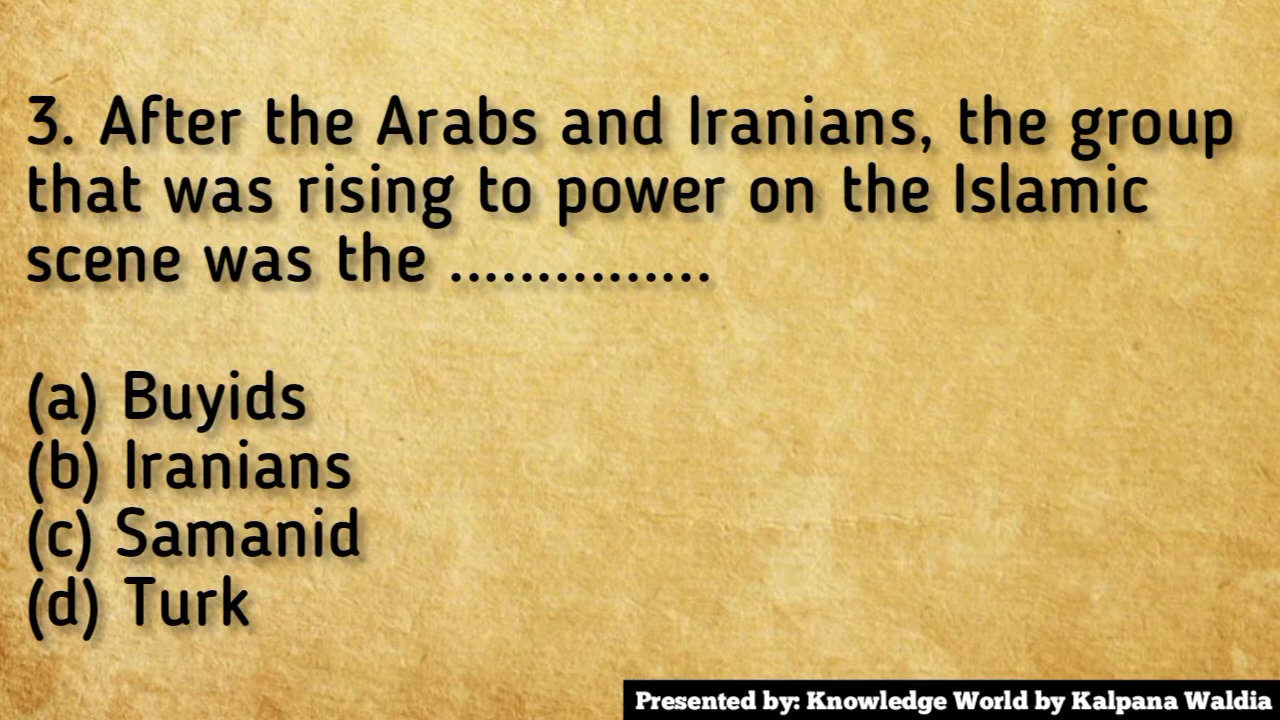 3. After the Arabs and Iranians, the group
that was rising to power on the Islamic
scene was the ...............
(a) Buyids
(b) Iranians
(c) Samanid
(d) Turk
Presented by: Knowledge World by Kalpana Waldia